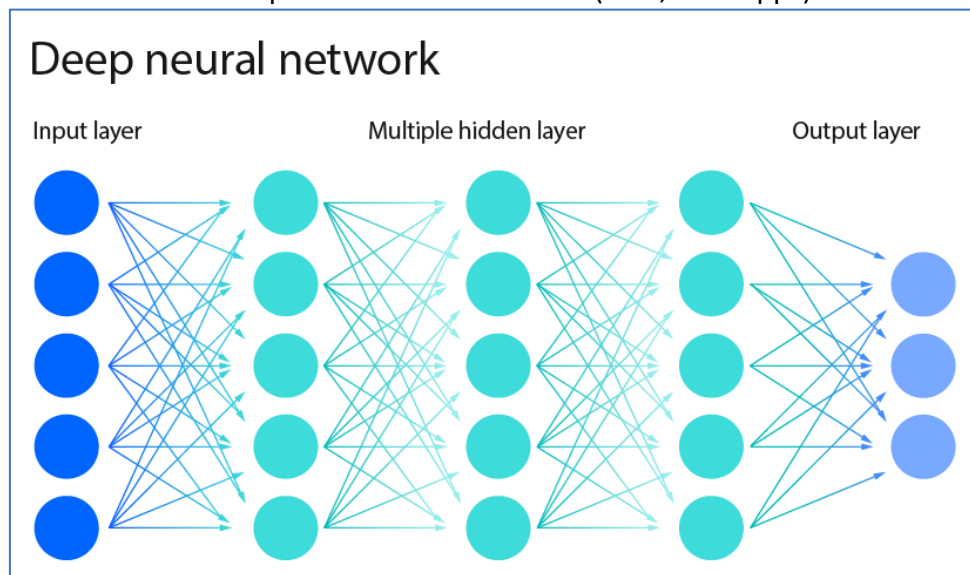 Deep neural network
Input layer
Multiple hidden layer
Output layer